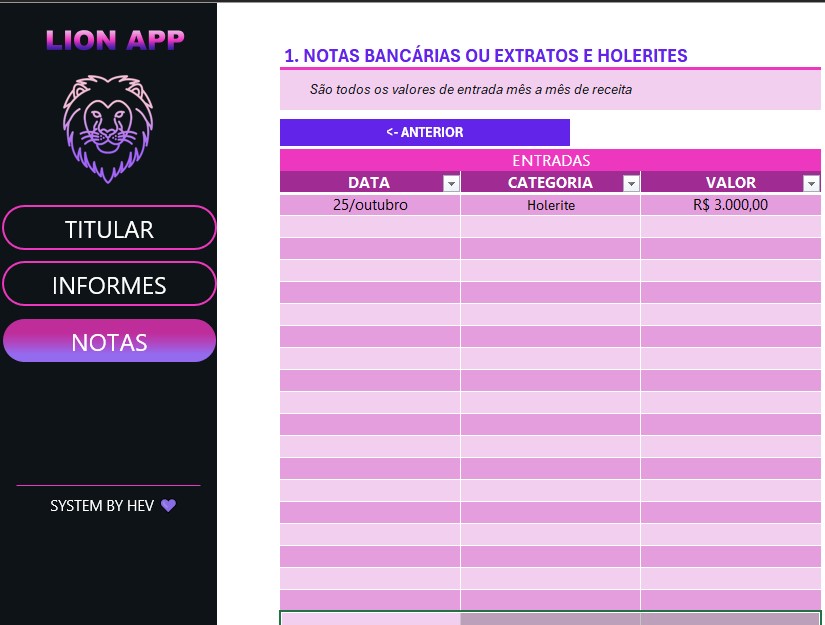 LION APP
TITULAR
INFORMES
NOTAS
SYSTEM BY HEV
1. NOTAS BANCÁRIAS OU EXTRATOS E HOLERITES
São todos os valores de entrada mês a mês de receita
<- ANTERIOR
ENTRADAS
DATA CATEGORIA VALOR
25/outubro Holerite R$ 3.000,00